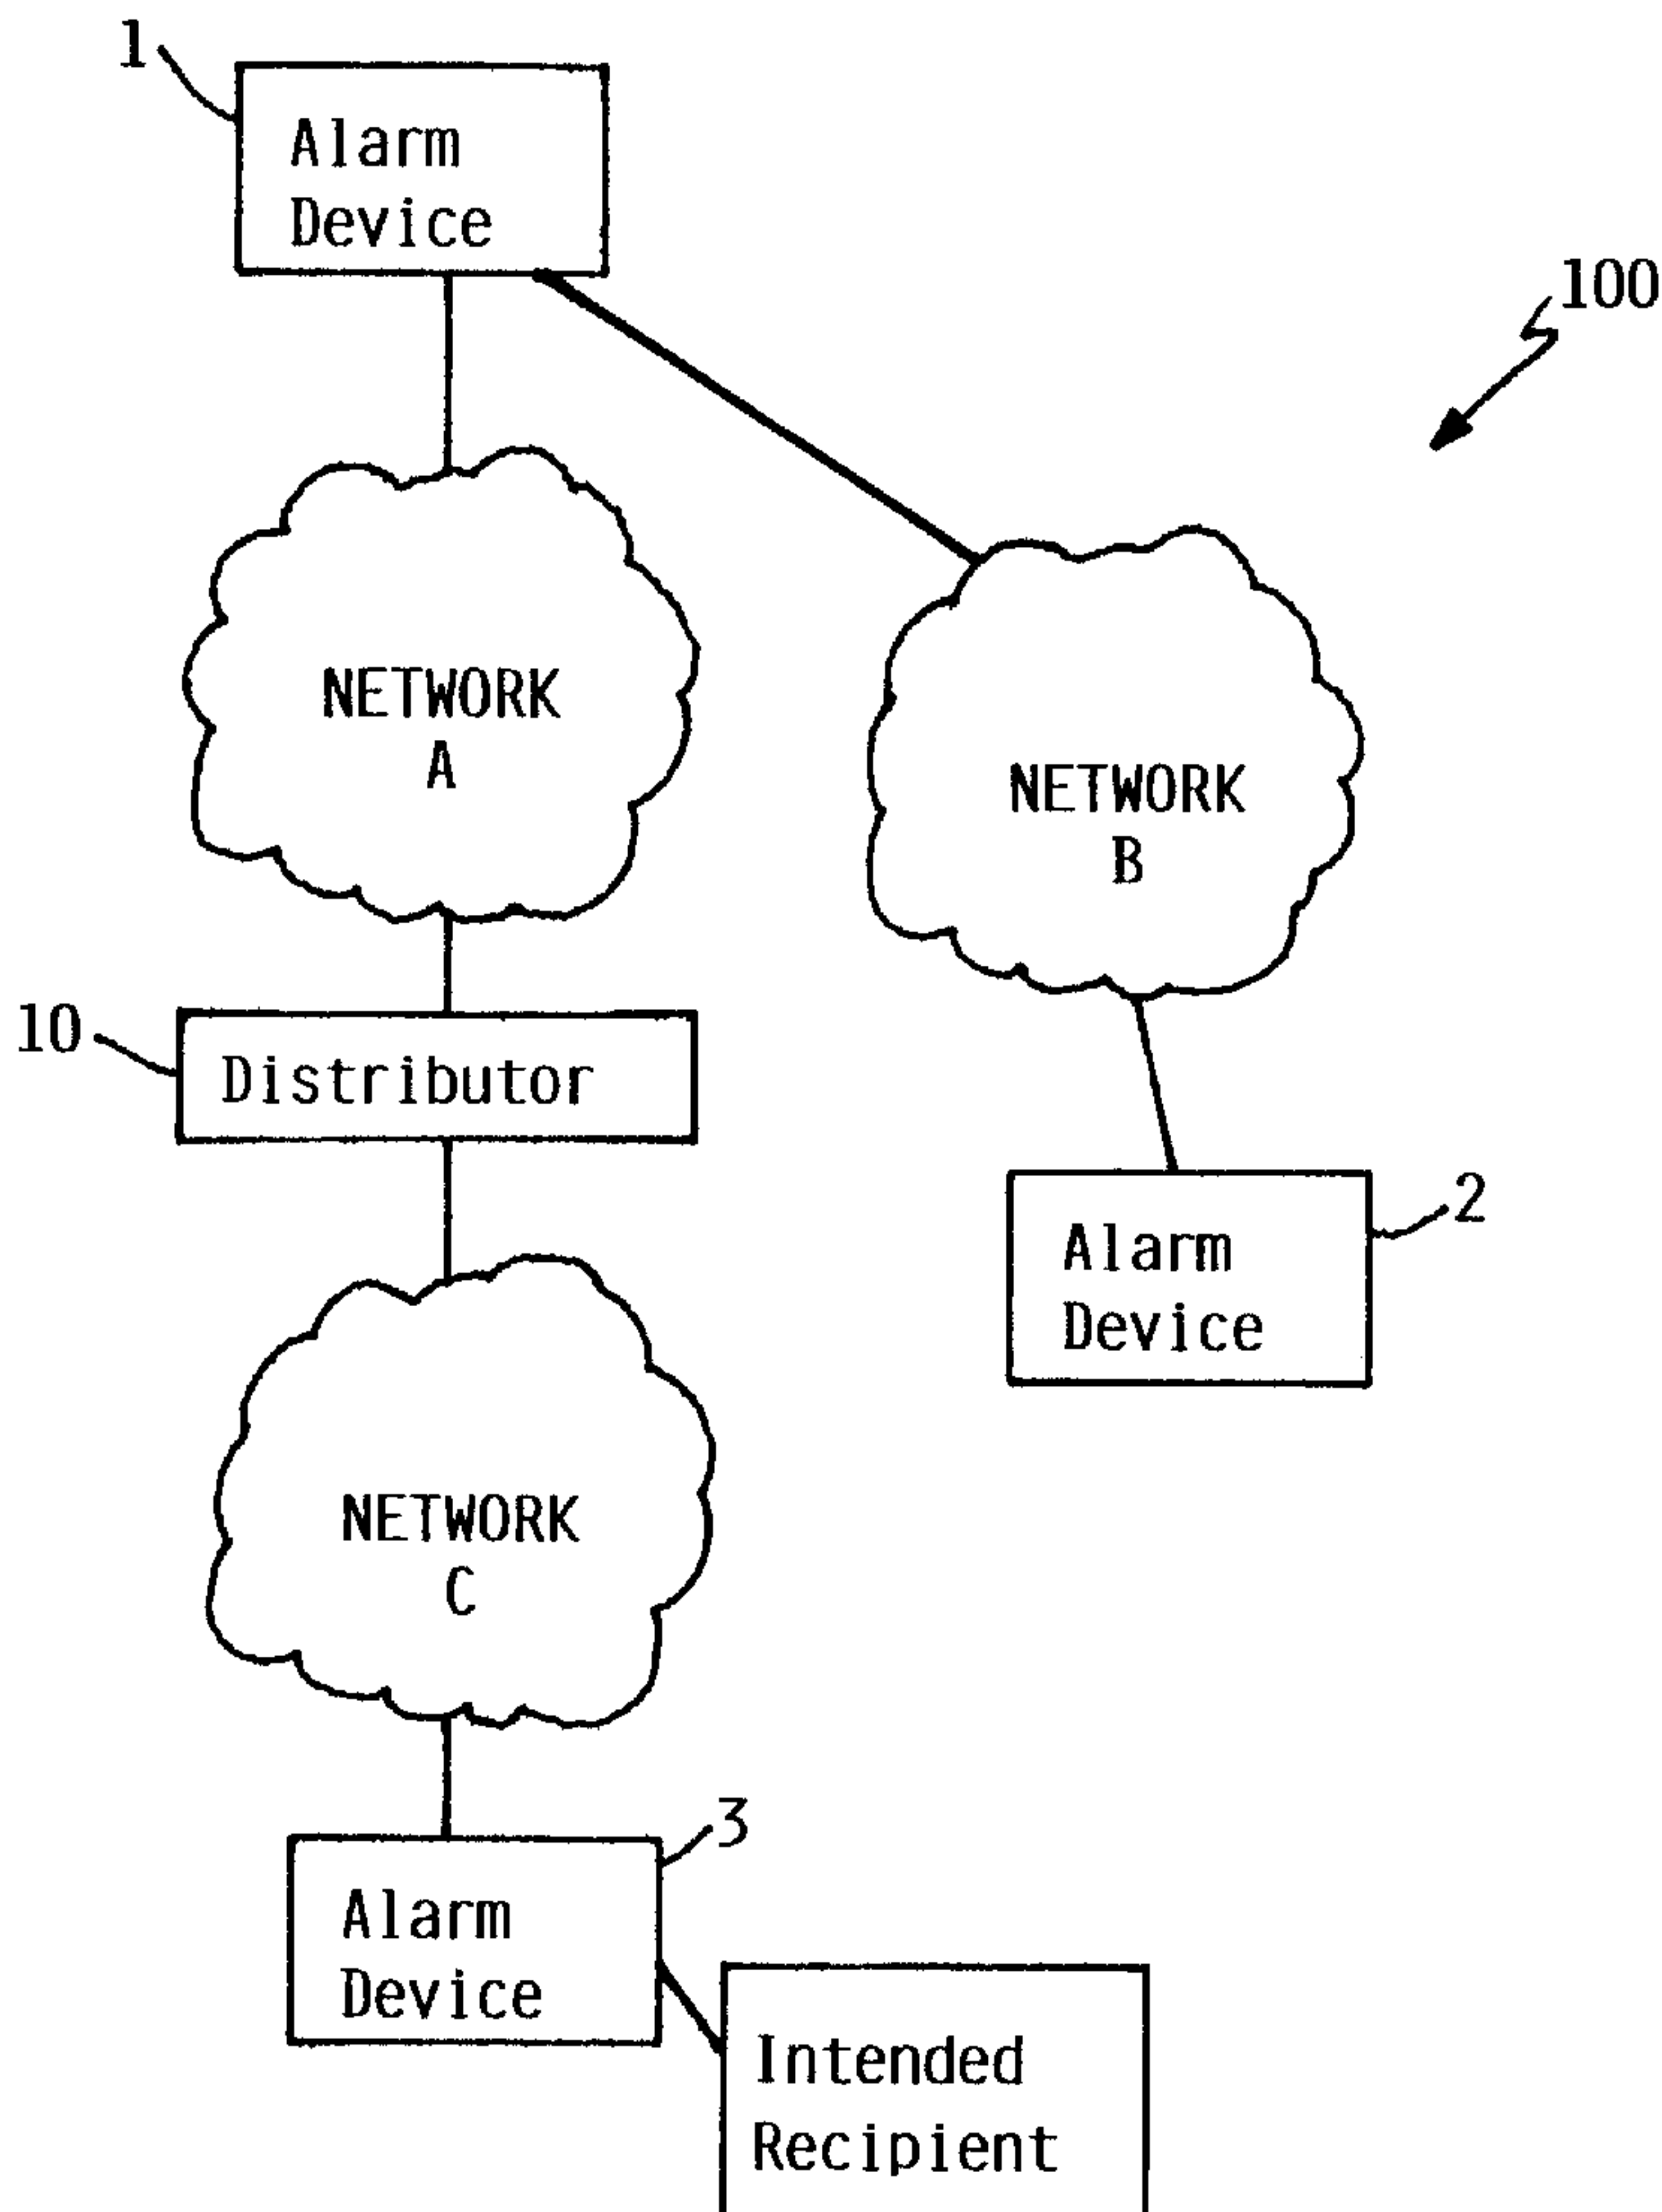 1
Alarm
Device
100
NETWORK
A
NETWORK
B
10
Distributor
2
Alarm
Device
NETWORK
C
3
Alarm
Device
Intended
Recipient